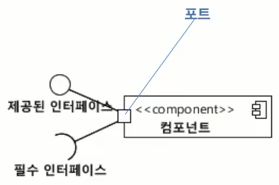 포트
제공된 인터페이스
<<component>>
컴포넌트
필수 인터페이스